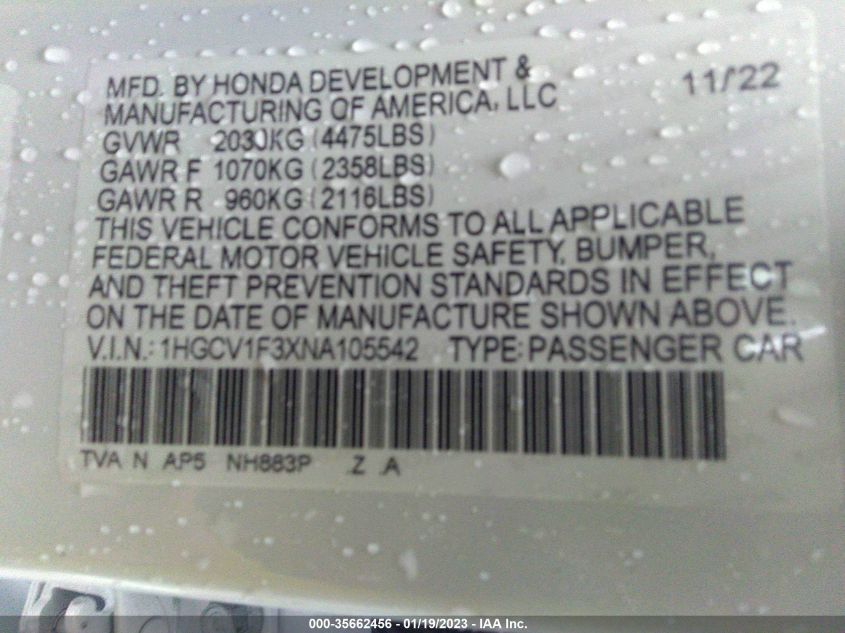 MFD. BY HONDA DEVELOPMENT & 11/22
MANUFACTURING OF AMERICA, LLC
GVWR 2030KG (4475LBS)
GAWR F 1070KG (2358LBS)
GAWR R 960KG (2116LBS)
THIS VEHICLE CONFORMS TO ALL APPLICABLE
FEDERAL MOTOR VEHICLE SAFETY, BUMPER,
AND THEFT PREVENTION STANDARDS IN EFFECT
ON THE DATE OF MANUFACTURE SHOWN ABOVE.
V.I.N.: 1HGCV1F3XNA105542 TYPE: PASSENGER CAR
TVA N AP5 NH883P Z A
000-35662456 - 01/19/2023 - IAA Inc.